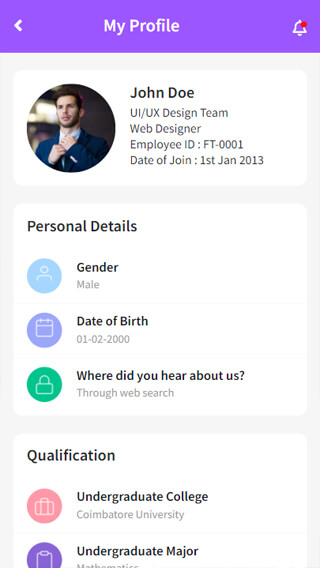 My Profile
John Doe
UI/UX Design Team
Web Designer
Employee ID : FT-0001
Date of Join : 1st Jan 2013
Personal Details
Gender
Male
Date of Birth
01-02-2000
Where did you hear about us?
Through web search
Qualification
Undergraduate College
Coimbatore University
Undergraduate Major
Mathematics